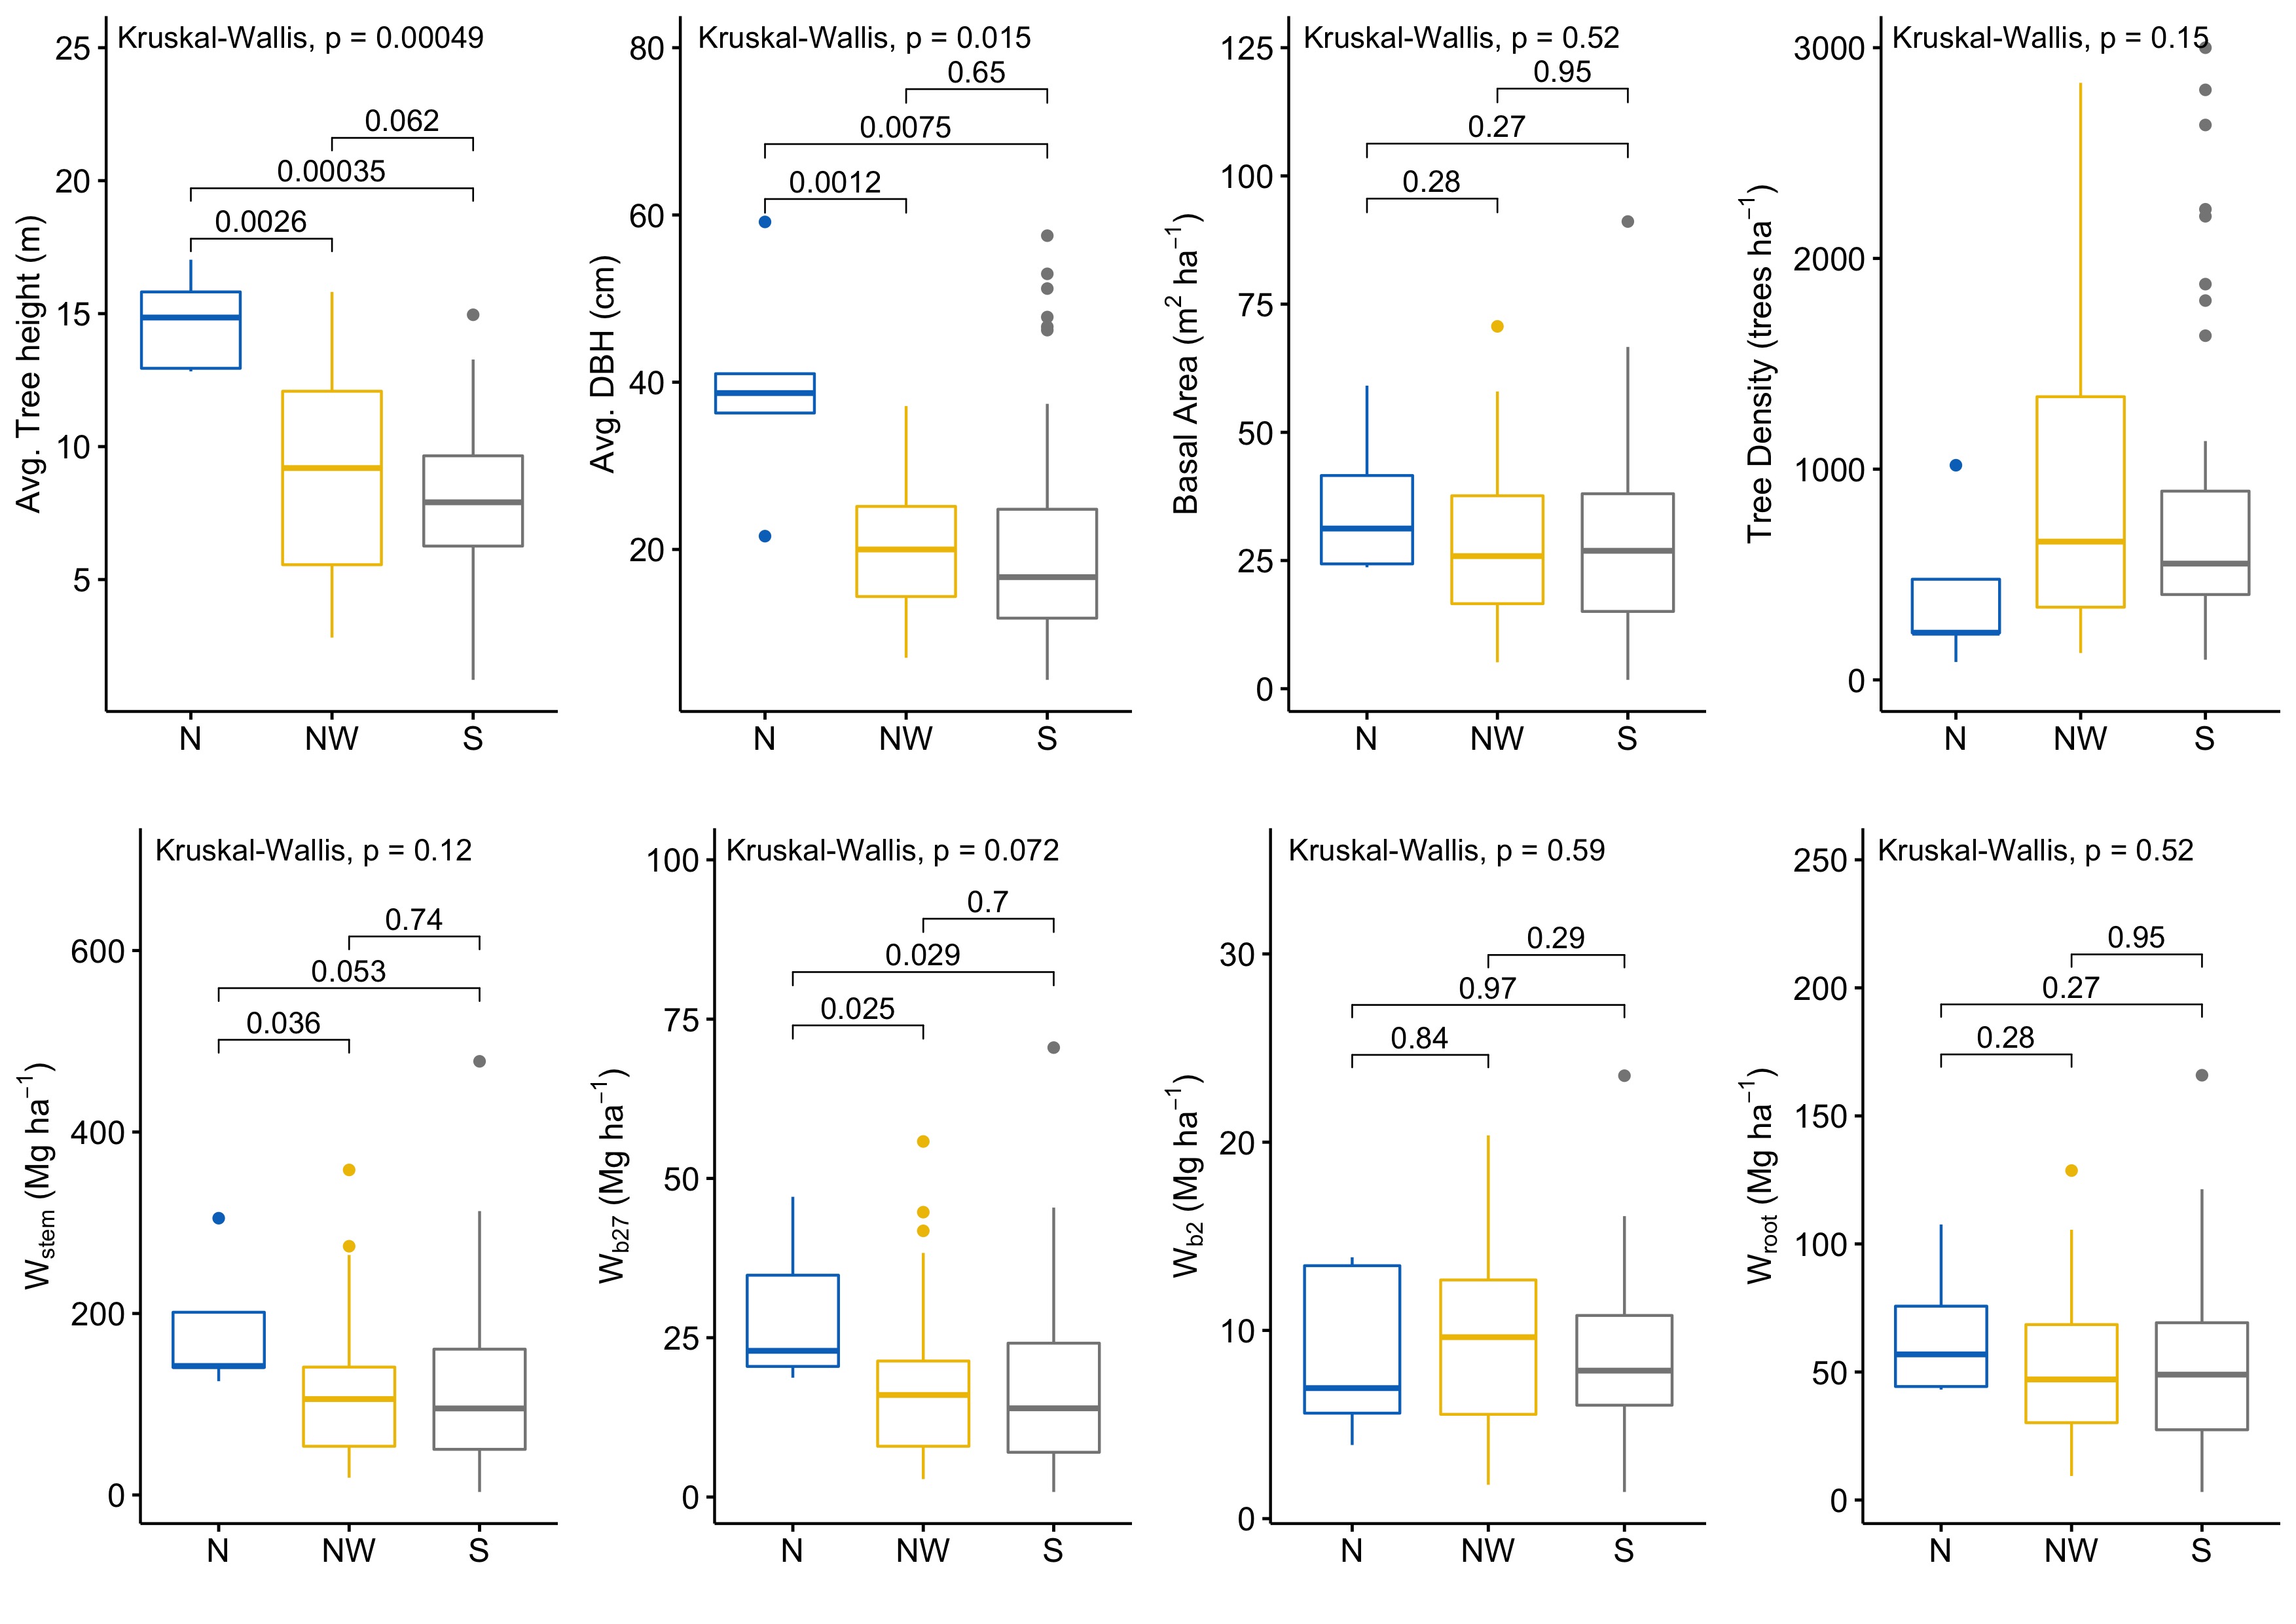 Kruskal-Wallis, p = 0.00049
25
20
15
10
5
Avg. Tree height (m)
0.062
0.00035
0.0026
N NW S
Kruskal-Wallis, p = 0.015
80
60
40
20
Avg. DBH (cm)
0.65
0.0075
0.0012
N NW S
Kruskal-Wallis, p = 0.52
125
100
75
50
25
0
Basal Area (m² ha⁻¹)
0.95
0.27
0.28
N NW S
Kruskal-Wallis, p = 0.15
3000
2000
1000
0
Tree Density (trees ha⁻¹)
N NW S
Kruskal-Wallis, p = 0.12
600
400
200
0
Wstem (Mg ha⁻¹)
0.74
0.053
0.036
N NW S
Kruskal-Wallis, p = 0.072
100
75
50
25
0
Wb27 (Mg ha⁻¹)
0.7
0.029
0.025
N NW S
Kruskal-Wallis, p = 0.59
30
20
10
0
Wb2 (Mg ha⁻¹)
0.29
0.97
0.84
N NW S
Kruskal-Wallis, p = 0.52
250
200
150
100
50
0
Wroot (Mg ha⁻¹)
0.95
0.27
0.28
N NW S